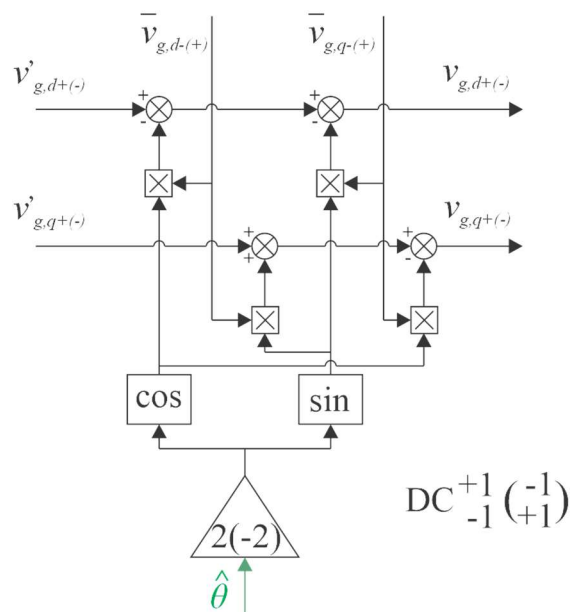 v̄g,d-(+) v̄g,q-(+)
v'g,d+(-) vg,d+(-)
+ - + -
× ×
v'g,q+(-) vg,q+(-)
+ + + -
× ×
cos sin
DC+1-1(-1+1)
2(-2)
θ̂